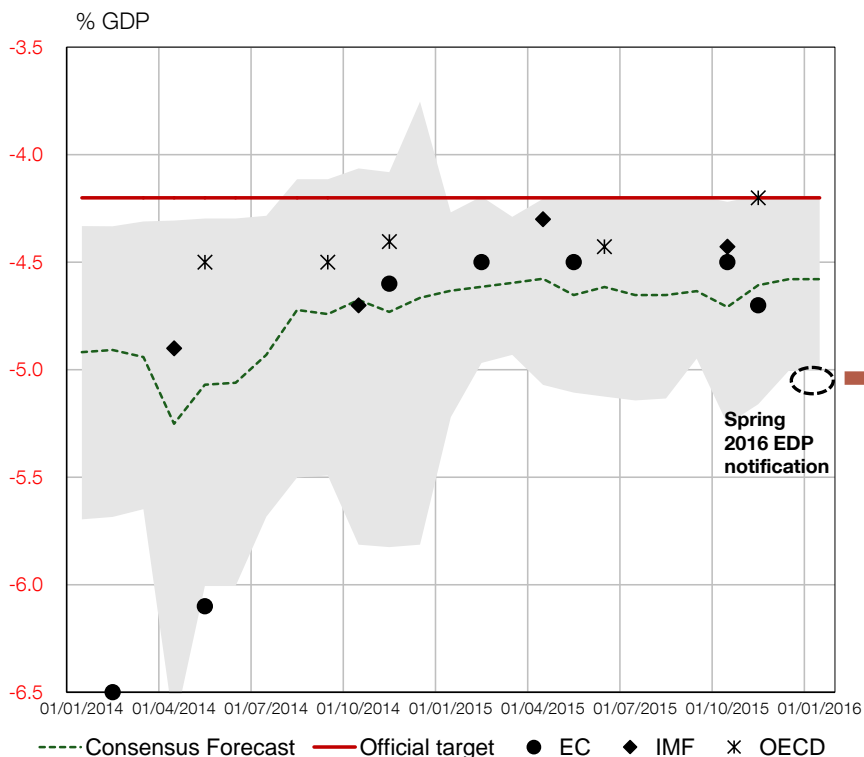 % GDP
-3.5
-4.0
-4.5
-5.0
-5.5
-6.0
-6.5
Spring
2016 EDP
notification
01/01/2014 01/04/2014 01/07/2014 01/10/2014 01/01/2015 01/04/2015 01/07/2015 01/10/2015 01/01/2016
Consensus Forecast Official target EC IMF OECD